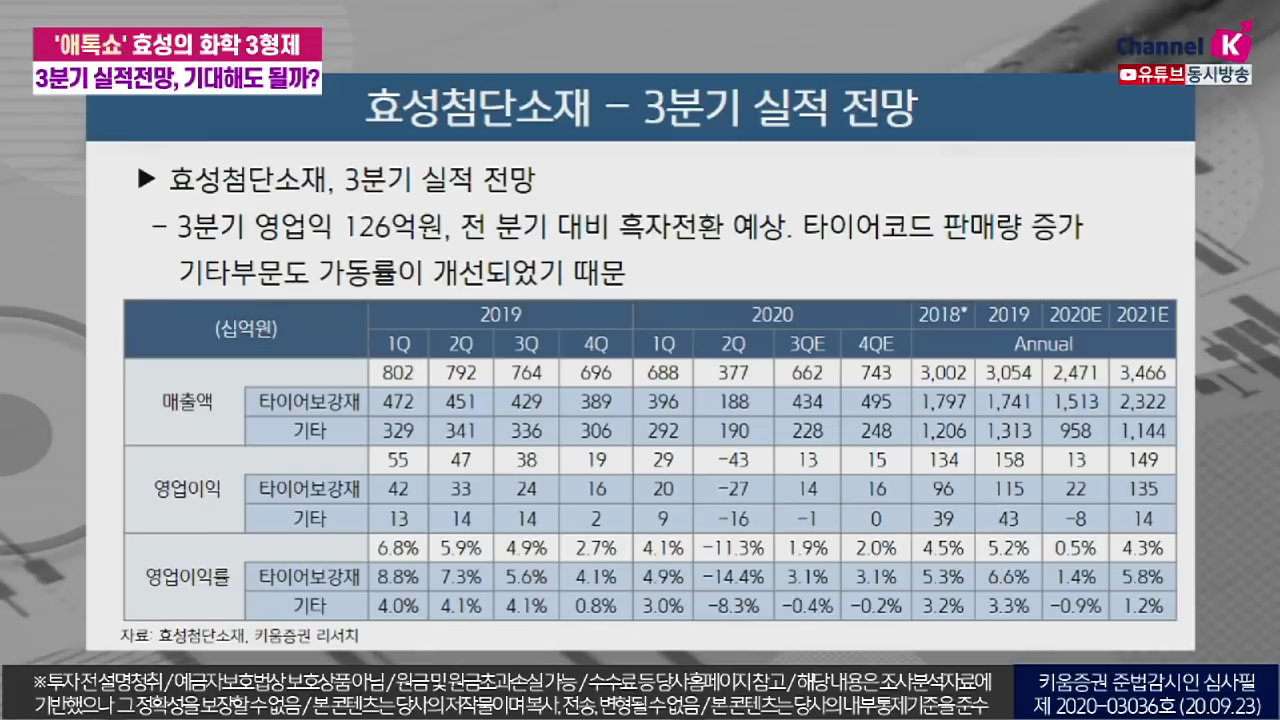 '애톡쇼' 효성의 화학 3형제
3분기 실적전망, 기대해도 될까?
Channel K
유튜브 동시방송
효성첨단소재 - 3분기 실적 전망
▶ 효성첨단소재, 3분기 실적 전망
- 3분기 영업익 126억원, 전 분기 대비 흑자전환 예상. 타이어코드 판매량 증가
기타부문도 가동률이 개선되었기 때문
(십억원) 2019 2020 2018* 2019 2020E 2021E
1Q 2Q 3Q 4Q 1Q 2Q 3QE 4QE Annual
매출액 802 792 764 696 688 377 662 743 3,002 3,054 2,471 3,466
타이어보강재 472 451 429 389 396 188 434 495 1,797 1,741 1,513 2,322
기타 329 341 336 306 292 190 228 248 1,206 1,313 958 1,144
영업이익 55 47 38 19 29 -43 13 15 134 158 13 149
타이어보강재 42 33 24 16 20 -27 14 16 96 115 22 135
기타 13 14 14 2 9 -16 -1 0 39 43 -8 14
영업이익률 6.8% 5.9% 4.9% 2.7% 4.1% -11.3% 1.9% 2.0% 4.5% 5.2% 0.5% 4.3%
타이어보강재 8.8% 7.3% 5.6% 4.1% 4.9% -14.4% 3.1% 3.1% 5.3% 6.6% 1.4% 5.8%
기타 4.0% 4.1% 4.1% 0.8% 3.0% -8.3% -0.4% -0.2% 3.2% 3.3% -0.9% 1.2%
자료: 효성첨단소재, 키움증권 리서치
※ 투자 전 설명청취 / 예금자보호법상 보호상품 아님 / 원금 및 원금초과손실 가능 / 수수료 등 당사홈페이지 참고 / 해당 내용은 조사분석자료에
기반했으나 그 정확성을 보장할 수 없음 / 본 콘텐츠는 당사의 저작물이며 복사, 전송, 변형될 수 없음 / 본 콘텐츠는 당사의 내부통제기준을 준수
키움증권 준법감시인 심사필
제 2020-03036호 (20.09.23)